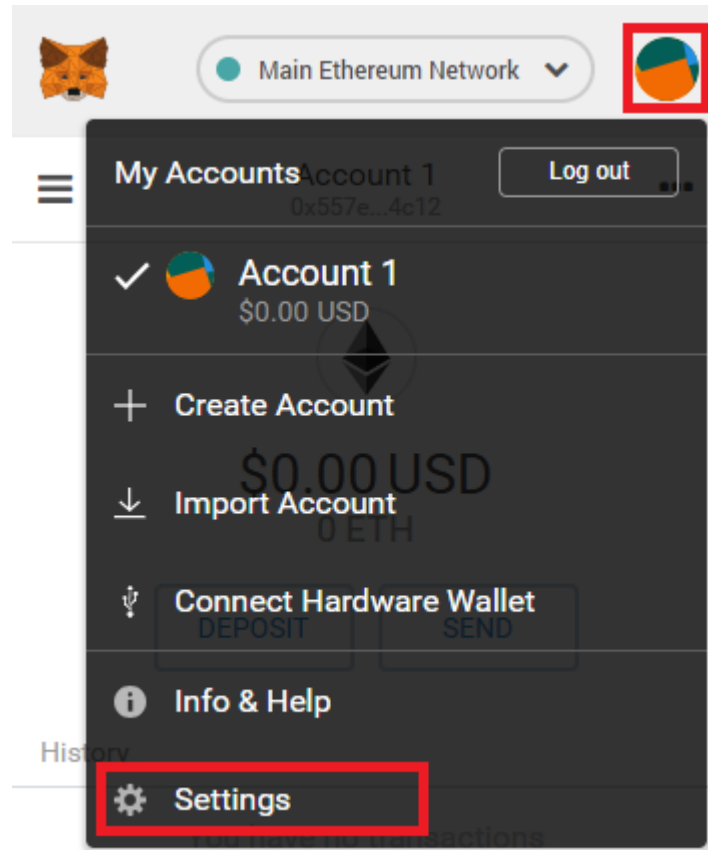 Main Ethereum Network
My Accounts
Account 1
Log out
0x557e...4c12
Account 1
$0.00 USD
Create Account
$0.00 USD
Import Account
0 ETH
Connect Hardware Wallet
DEPOSIT
SEND
Info & Help
History
Settings
You have no transactions